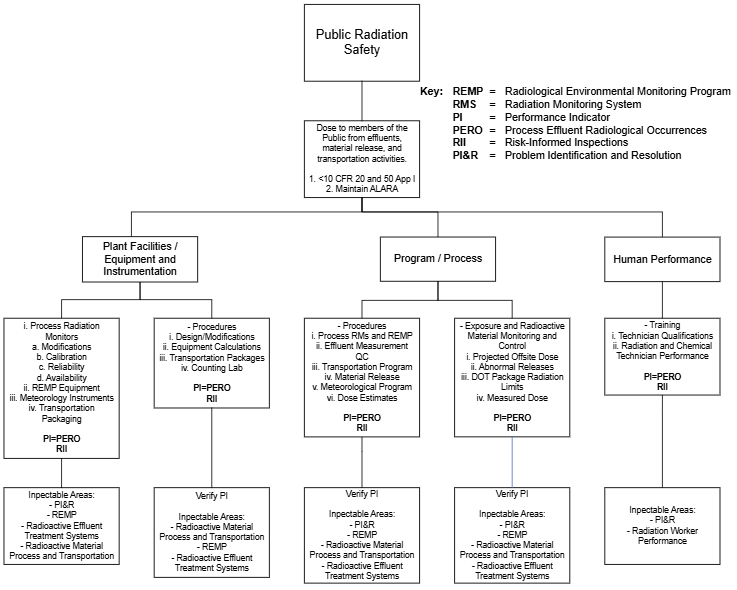 Public Radiation
Safety
Key: REMP = Radiological Environmental Monitoring Program
RMS = Radiation Monitoring System
PI = Performance Indicator
PERO = Process Effluent Radiological Occurrences
RII = Risk-Informed Inspections
PI&R = Problem Identification and Resolution
Dose to members of the
Public from effluents,
material release, and
transportation activities.
1. <10 CFR 20 and 50 App I
2. Maintain ALARA
Plant Facilities /
Equipment and
Instrumentation
Program / Process
Human Performance
i. Process Radiation
Monitors
a. Modifications
b. Calibration
c. Reliability
d. Availability
ii. REMP Equipment
iii. Meteorology Instruments
iv. Transportation
Packaging
PI=PERO
RII
- Procedures
i. Design/Modifications
ii. Equipment Calculations
iii. Transportation Packages
iv. Counting Lab
PI=PERO
RII
- Procedures
i. Process RMs and REMP
ii. Effluent Measurement
QC
iii. Transportation Program
iv. Material Release
v. Meteorological Program
vi. Dose Estimates
PI=PERO
RII
- Exposure and Radioactive
Material Monitoring and
Control
i. Projected Offsite Dose
ii. Abnormal Releases
iii. DOT Package Radiation
Limits
iv. Measured Dose
PI=PERO
RII
- Training
i. Technician Qualifications
ii. Radiation and Chemical
Technician Performance
PI=PERO
RII
Inpectable Areas:
- PI&R
- REMP
- Radioactive Effluent
Treatment Systems
- Radioactive Material
Process and Transportation
Verify PI
Inpectable Areas:
- Radioactive Material
Process and Transportation
- REMP
- Radioactive Effluent
Treatment Systems
Verify PI
Inpectable Areas:
- PI&R
- REMP
- Radioactive Material
Process and Transportation
- Radioactive Effluent
Treatment Systems
Verify PI
Inpectable Areas:
- PI&R
- REMP
- Radioactive Material
Process and Transportation
- Radioactive Effluent
Treatment Systems
Inpectable Areas:
- PI&R
- Radiation Worker
Performance